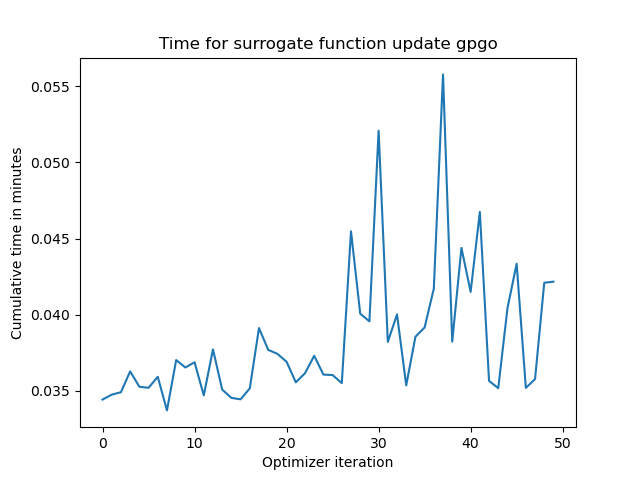 Time for surrogate function update gpgo
Cumulative time in minutes
0.055
0.050
0.045
0.040
0.035
0 10 20 30 40 50
Optimizer iteration